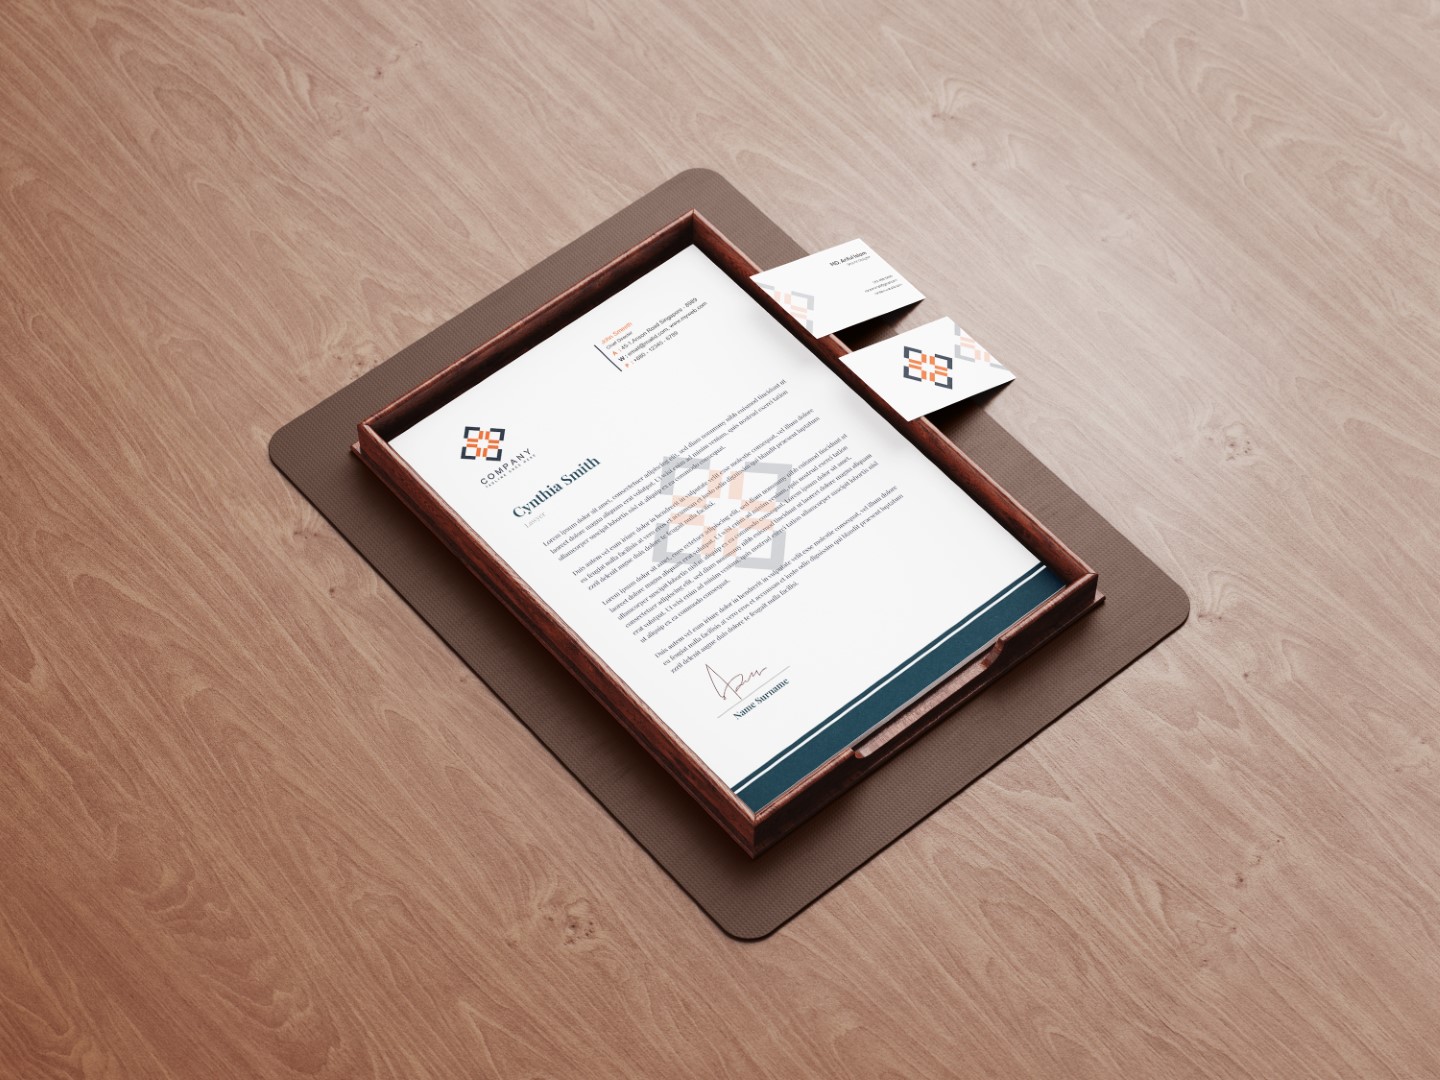 John Smooth
Chief Director
A : 45-1,Anson Road Singapore - 8989
W : email@mailid.com, www.myweb.com
P : +000 - 12345 - 6789
COMPANY
TAGLINE GOES HERE
Cynthia Smith
Lawyer
Lorem ipsum dolor sit amet, consectetuer adipiscing elit, sed diam nonummy nibh euismod tincidunt ut
laoreet dolore magna aliquam erat volutpat. Ut wisi enim ad minim veniam, quis nostrud exerci tation
ullamcorper suscipit lobortis nisl ut aliquip ex ea commodo consequat.
Duis autem vel eum iriure dolor in hendrerit in vulputate velit esse molestie consequat, vel illum dolore
eu feugiat nulla facilisis at vero eros et accumsan et iusto odio dignissim qui blandit praesent luptatum
zzril delenit augue duis dolore te feugait nulla facilisi.
Lorem ipsum dolor sit amet, consectetuer adipiscing elit, sed diam nonummy nibh euismod tincidunt ut
laoreet dolore magna aliquam erat volutpat. Ut wisi enim ad minim veniam, quis nostrud exerci tation
ullamcorper suscipit lobortis nisl ut aliquip ex ea commodo consequat. Lorem ipsum dolor sit amet,
consectetuer adipiscing elit, sed diam nonummy nibh euismod tincidunt ut laoreet dolore magna aliquam
erat volutpat. Ut wisi enim ad minim veniam, quis nostrud exerci tation ullamcorper suscipit lobortis nisl
ut aliquip ex ea commodo consequat.
Duis autem vel eum iriure dolor in hendrerit in vulputate velit esse molestie consequat, vel illum dolore
eu feugiat nulla facilisis at vero eros et accumsan et iusto odio dignissim qui blandit praesent luptatum
zzril delenit augue duis dolore te feugait nulla facilisi.
Name Surname
MD. Ariful Islam